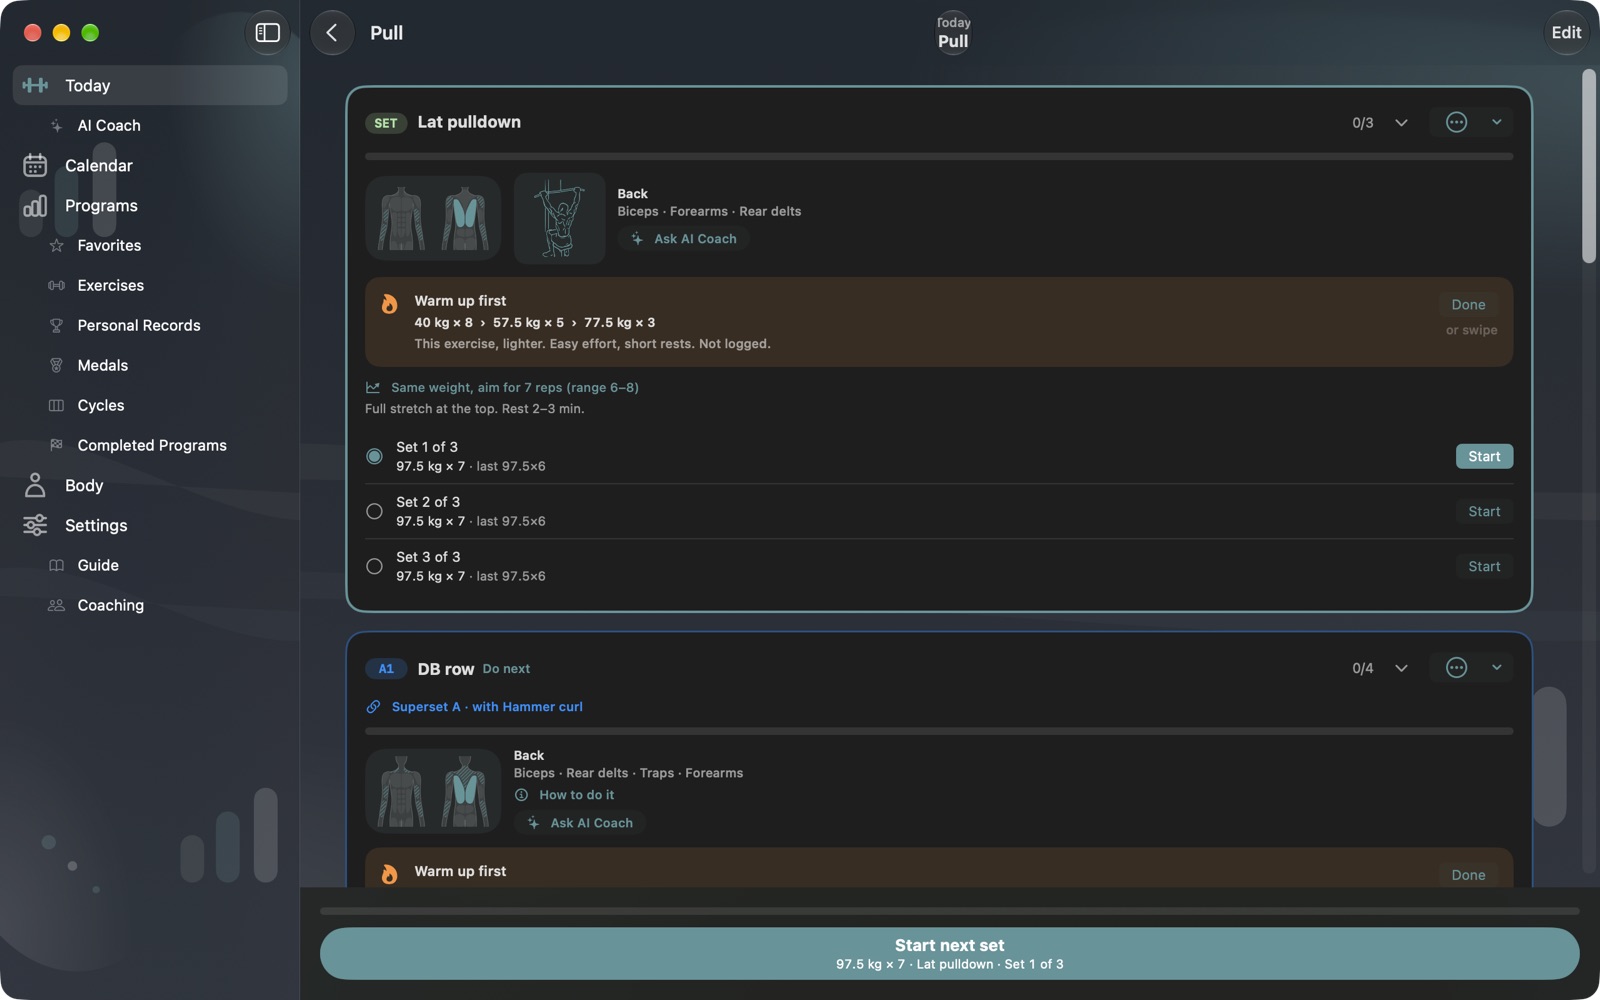 Today
AI Coach
Calendar
Programs
Favorites
Exercises
Personal Records
Medals
Cycles
Completed Programs
Body
Settings
Guide
Coaching
Pull
Today
Pull
Edit
SET Lat pulldown 0/3
Back
Biceps · Forearms · Rear delts
Ask AI Coach
Warm up first
40 kg × 8 › 57.5 kg × 5 › 77.5 kg × 3
This exercise, lighter. Easy effort, short rests. Not logged.
Done
or swipe
Same weight, aim for 7 reps (range 6–8)
Full stretch at the top. Rest 2–3 min.
Set 1 of 3
97.5 kg × 7 · last 97.5×6
Start
Set 2 of 3
97.5 kg × 7 · last 97.5×6
Start
Set 3 of 3
97.5 kg × 7 · last 97.5×6
Start
A1 DB row Do next 0/4
Superset A · with Hammer curl
Back
Biceps · Rear delts · Traps · Forearms
How to do it
Ask AI Coach
Warm up first
Done
Start next set
97.5 kg × 7 · Lat pulldown · Set 1 of 3